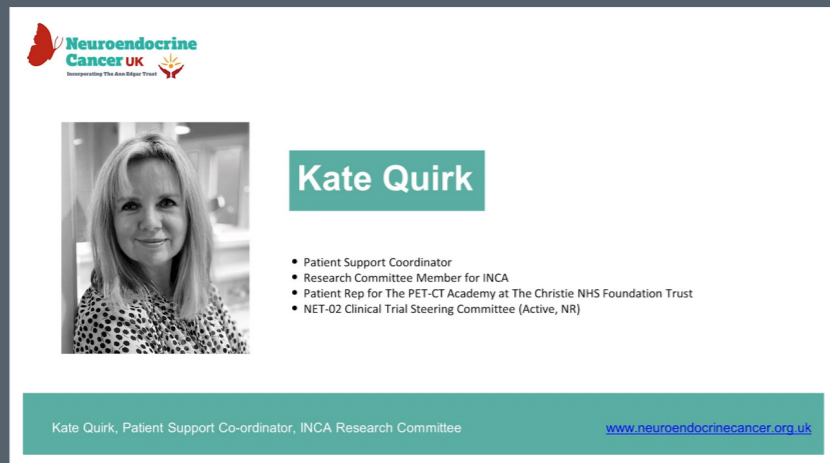 Neuroendocrine
Cancer UK
Incorporating The Ann Edgar Trust
Kate Quirk
• Patient Support Coordinator
• Research Committee Member for INCA
• Patient Rep for The PET-CT Academy at The Christie NHS Foundation Trust
• NET-02 Clinical Trial Steering Committee (Active, NR)
Kate Quirk, Patient Support Co-ordinator, INCA Research Committee
www.neuroendocrinecancer.org.uk